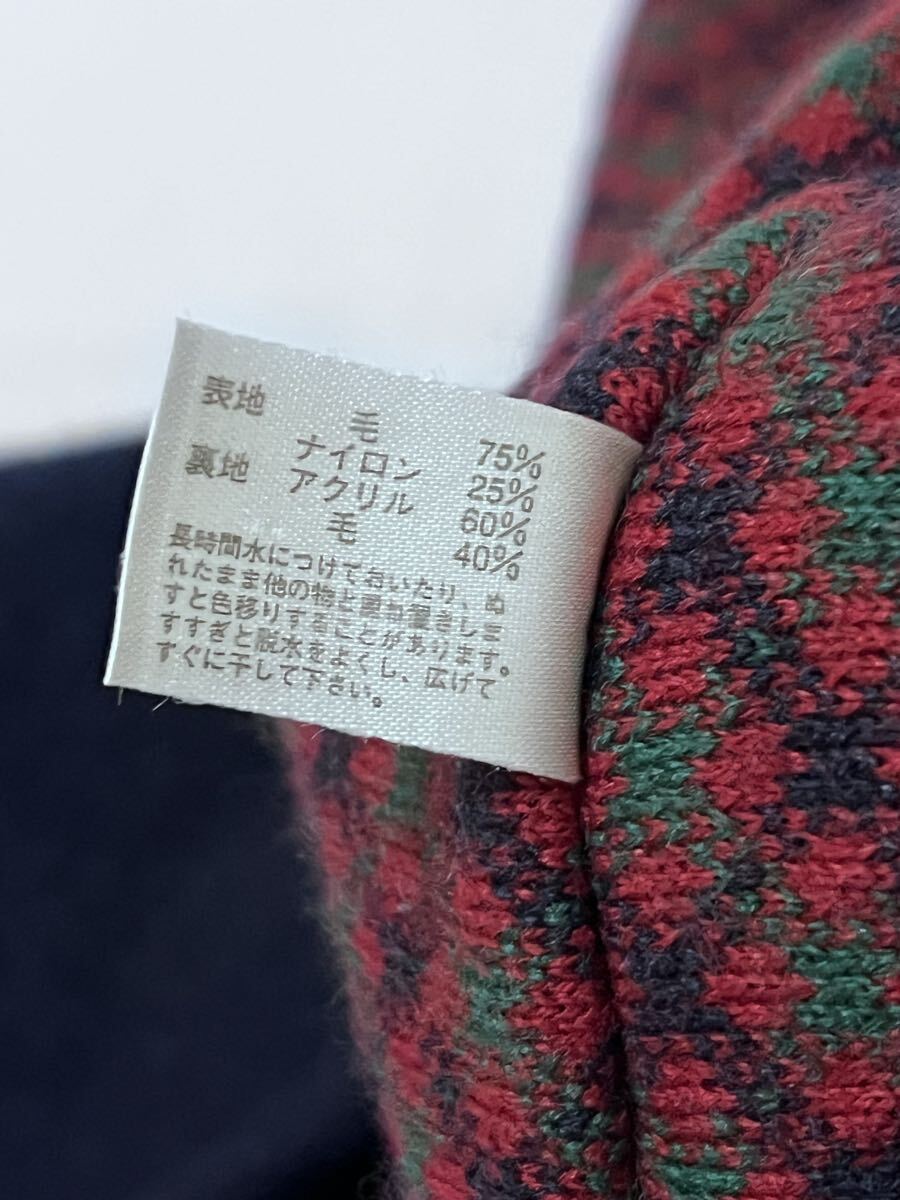 表地 毛 75%
ナイロン 25%
裏地 アクリル 60%
毛 40%
長時間水につけておいたり、ぬ
れたまま他の物と重ね置きしま
すと色移りすることがあります。
すすぎと脱水をよくし、広げて
すぐに干して下さい。